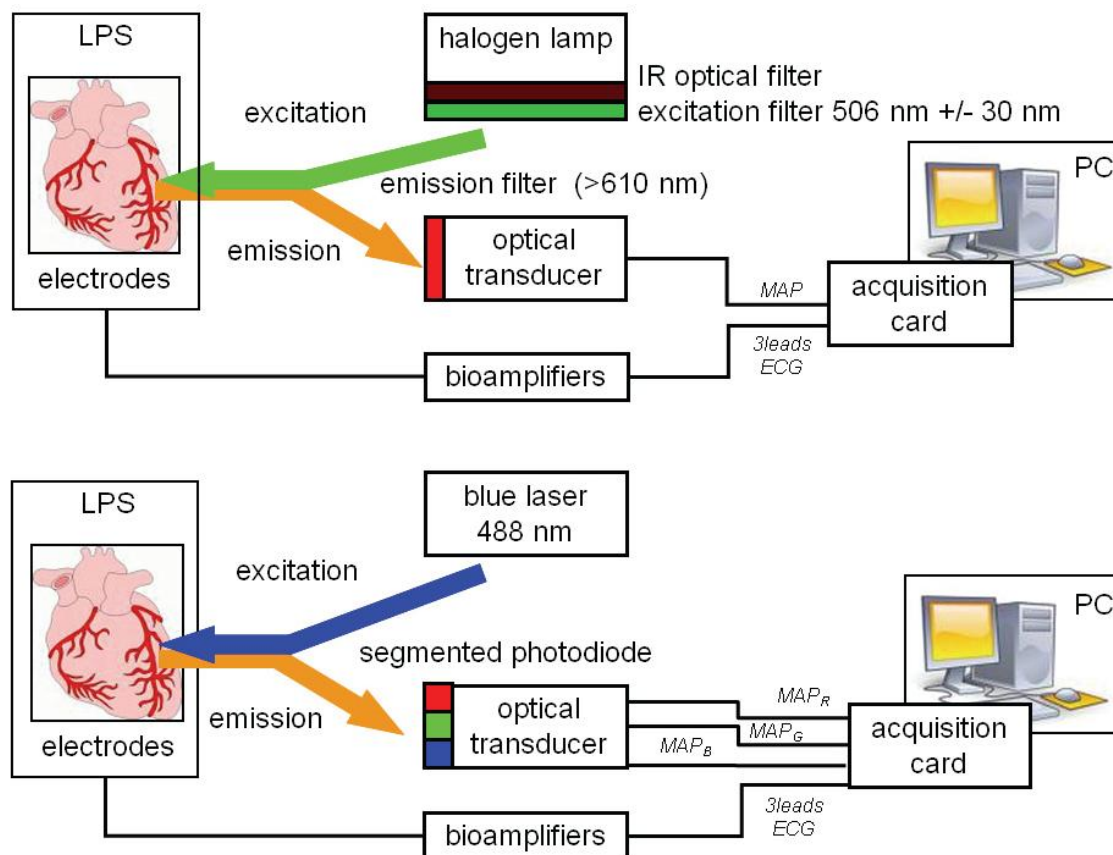 LPS
halogen lamp
IR optical filter
excitation filter 506 nm +/- 30 nm
excitation
PC
emission filter (>610 nm)
optical
transducer
emission
electrodes
MAP
acquisition
card
3leads
ECG
bioamplifiers
LPS
blue laser
488 nm
excitation
PC
segmented photodiode
optical
transducer
emission
electrodes
MAP_R
MAP_G
MAP_B
acquisition
card
3leads
ECG
bioamplifiers